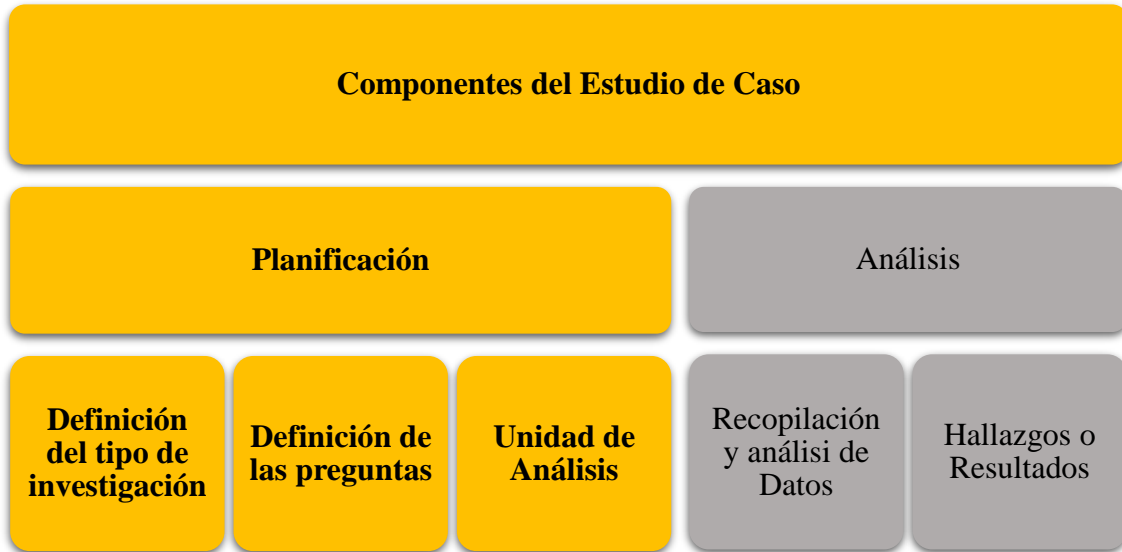 Componentes del Estudio de Caso
Planificación
Análisis
Definición
del tipo de
investigación
Definición de
las preguntas
Unidad de
Análisis
Recopilación
y análisi de
Datos
Hallazgos o
Resultados